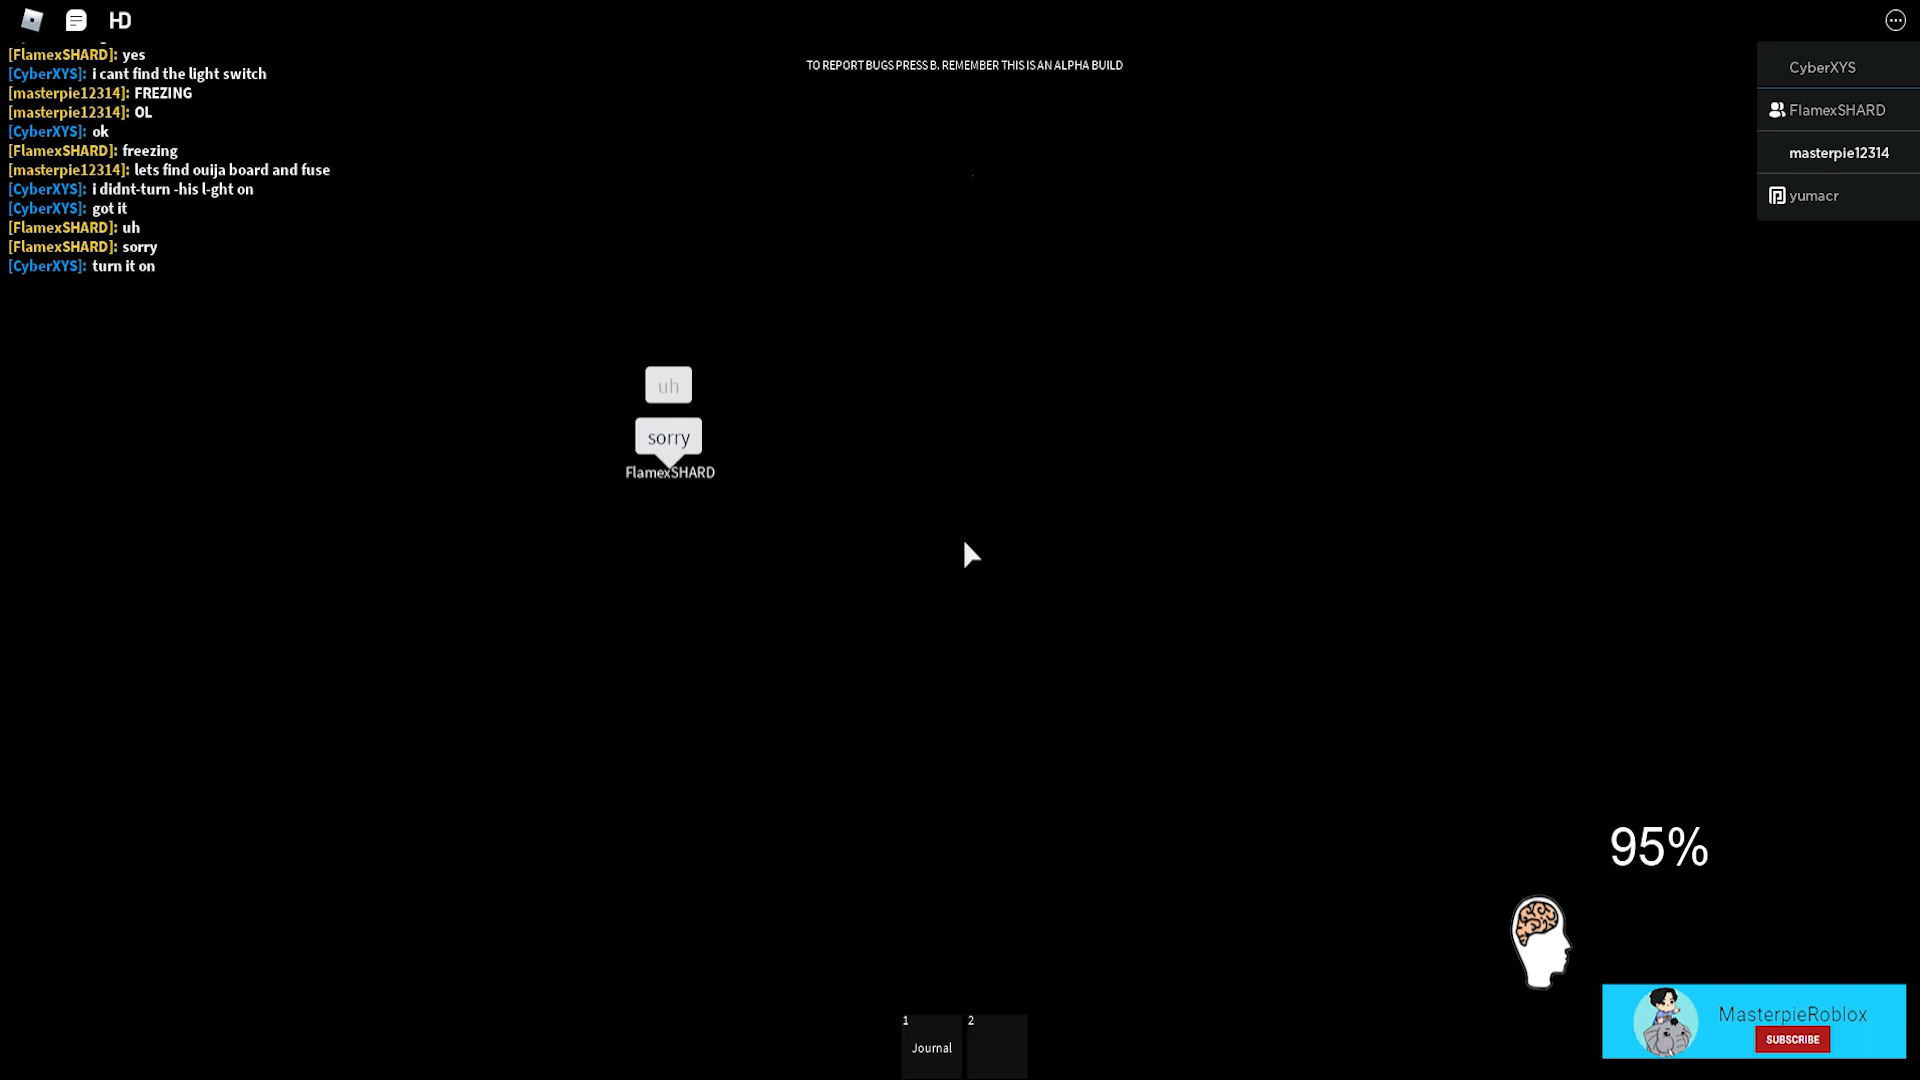 HD
[FlamexSHARD]: yes
[CyberXYS]: i cant find the light switch
[masterpie12314]: FREZING
[masterpie12314]: OL
[CyberXYS]: ok
[FlamexSHARD]: freezing
[masterpie12314]: lets find ouija board and fuse
[CyberXYS]: i didnt-turn -his l-ght on
[CyberXYS]: got it
[FlamexSHARD]: uh
[FlamexSHARD]: sorry
[CyberXYS]: turn it on
TO REPORT BUGS PRESS B. REMEMBER THIS IS AN ALPHA BUILD
CyberXYS
FlamexSHARD
masterpie12314
yumacr
uh
sorry
FlamexSHARD
95%
1
Journal
2
MasterpieRoblox
SUBSCRIBE